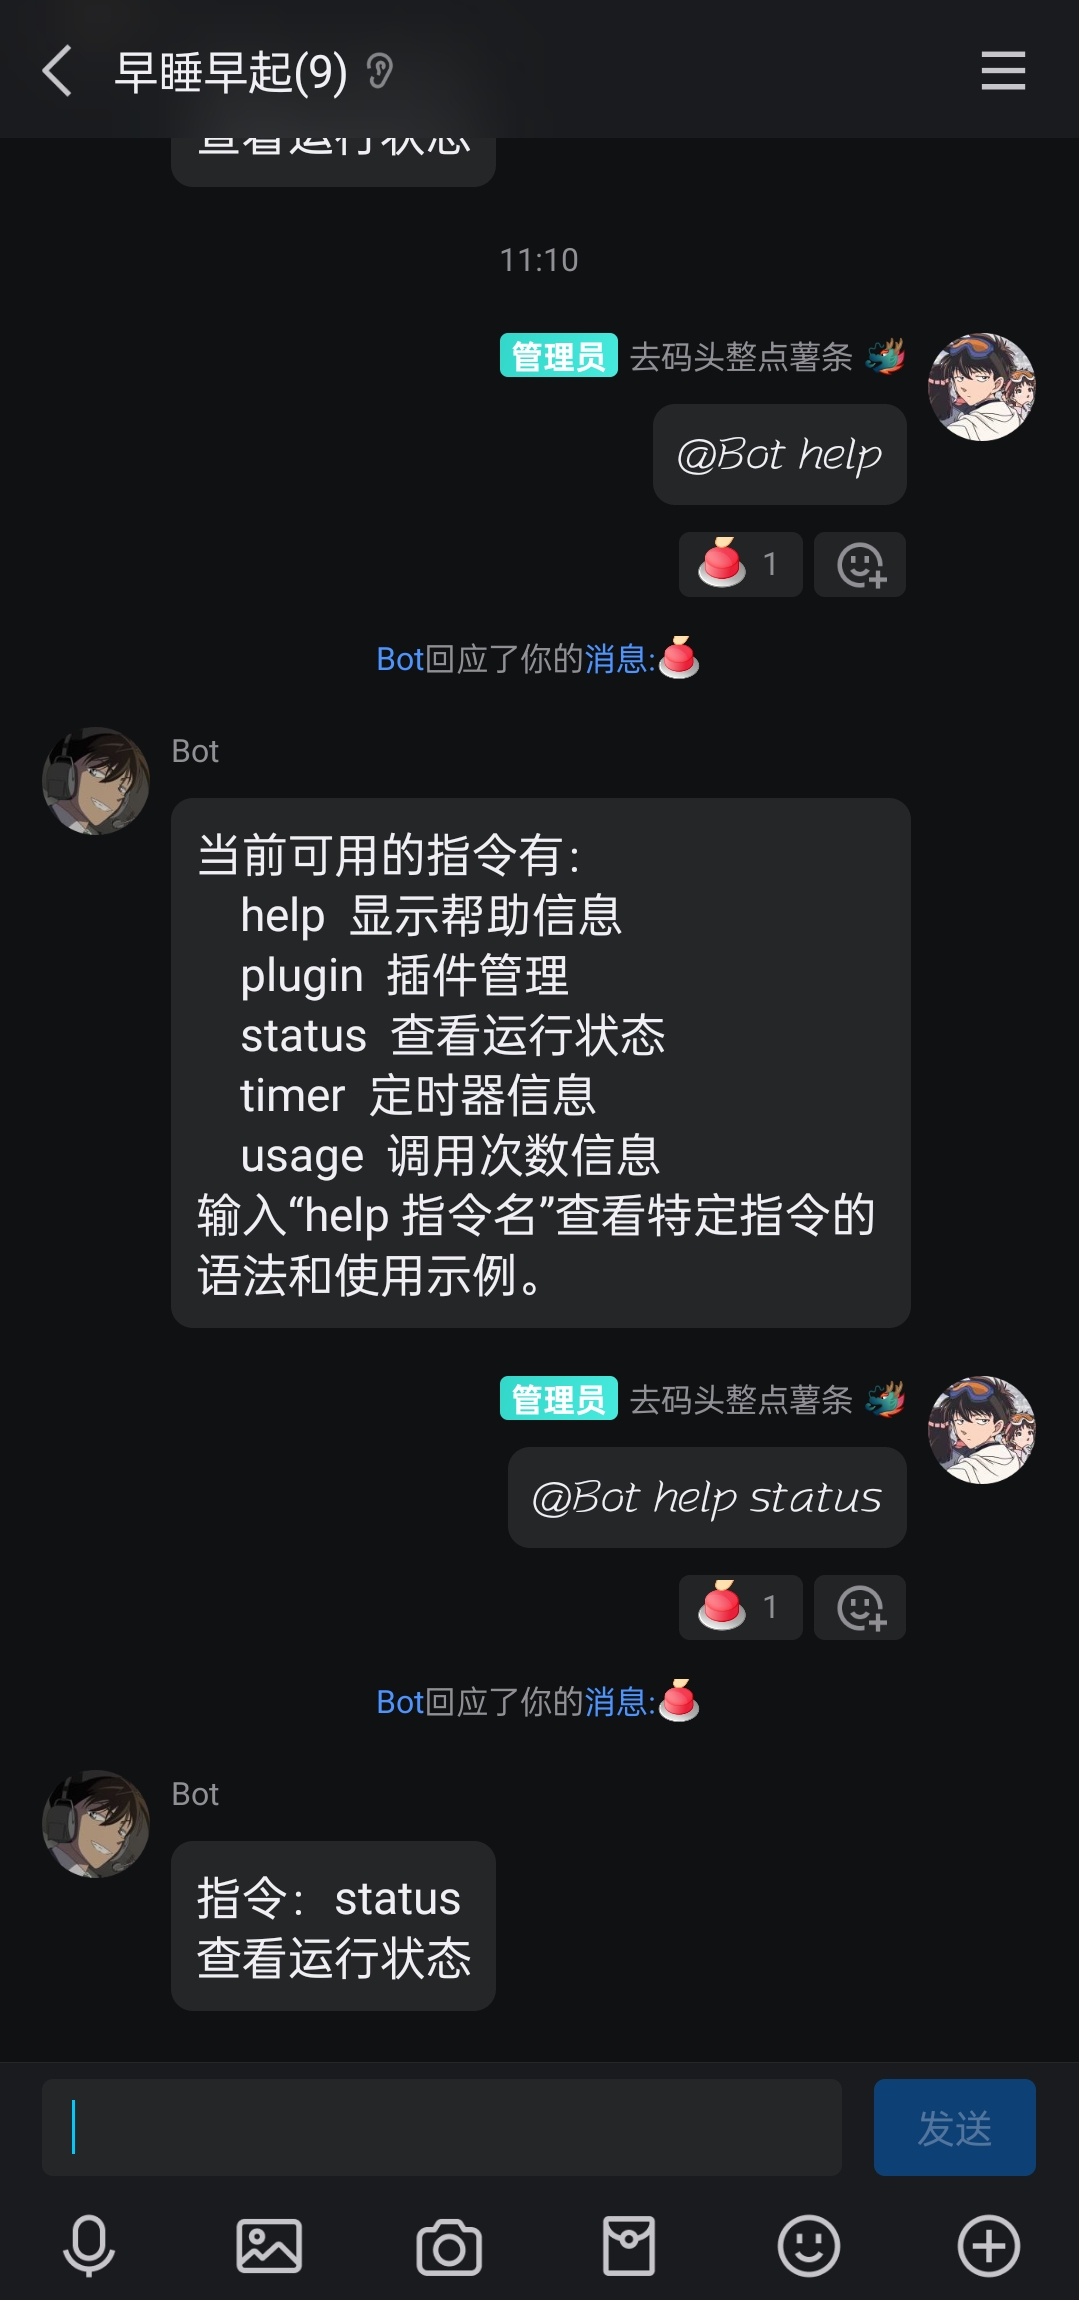 早睡早起(9)
查看运行状态
11:10
管理员 去码头整点薯条
@Bot help
1
Bot回应了你的消息:
Bot
当前可用的指令有：
help 显示帮助信息
plugin 插件管理
status 查看运行状态
timer 定时器信息
usage 调用次数信息
输入“help 指令名”查看特定指令的
语法和使用示例。
管理员 去码头整点薯条
@Bot help status
1
Bot回应了你的消息:
Bot
指令：status
查看运行状态
发送